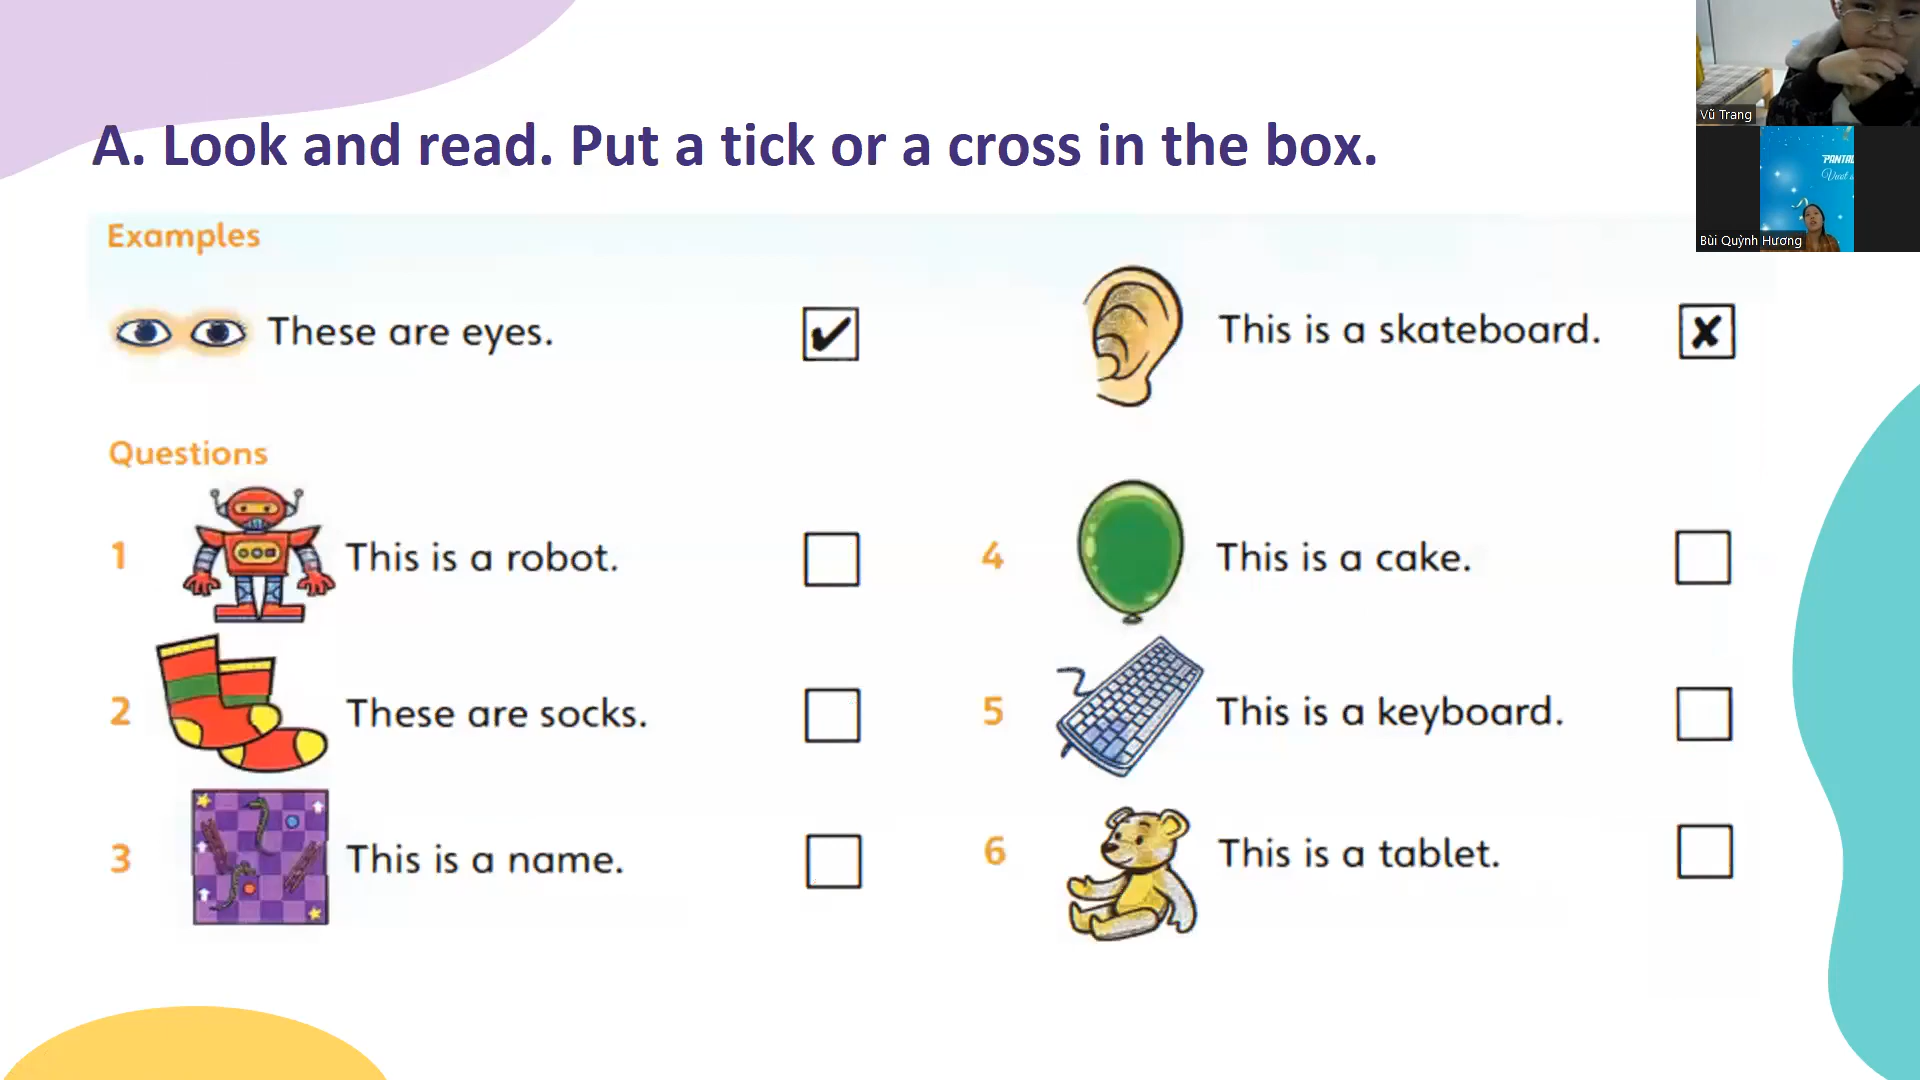 A. Look and read. Put a tick or a cross in the box.
Examples
These are eyes.
This is a skateboard.
Questions
1 This is a robot.
2 These are socks.
3 This is a name.
4 This is a cake.
5 This is a keyboard.
6 This is a tablet.
Vũ Trang
Bùi Quỳnh Hương